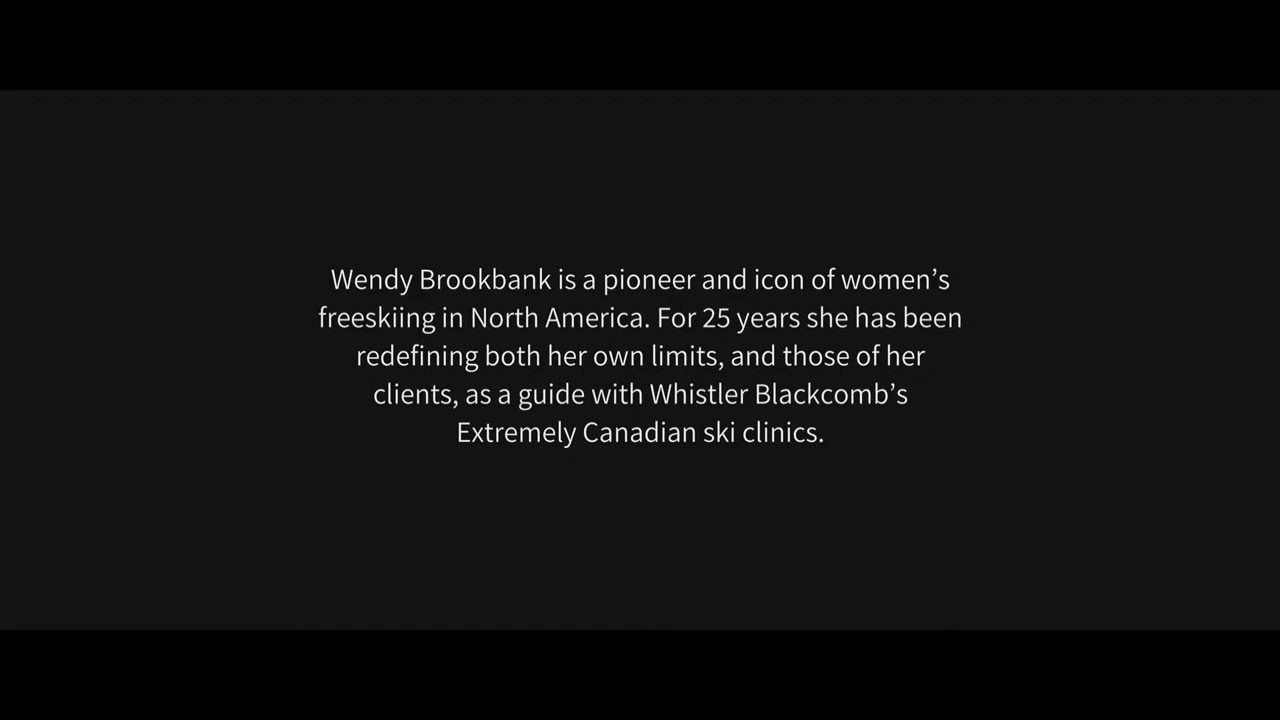 Wendy Brookbank is a pioneer and icon of women’s
freeskiing in North America. For 25 years she has been
redefining both her own limits, and those of her
clients, as a guide with Whistler Blackcomb’s
Extremely Canadian ski clinics.